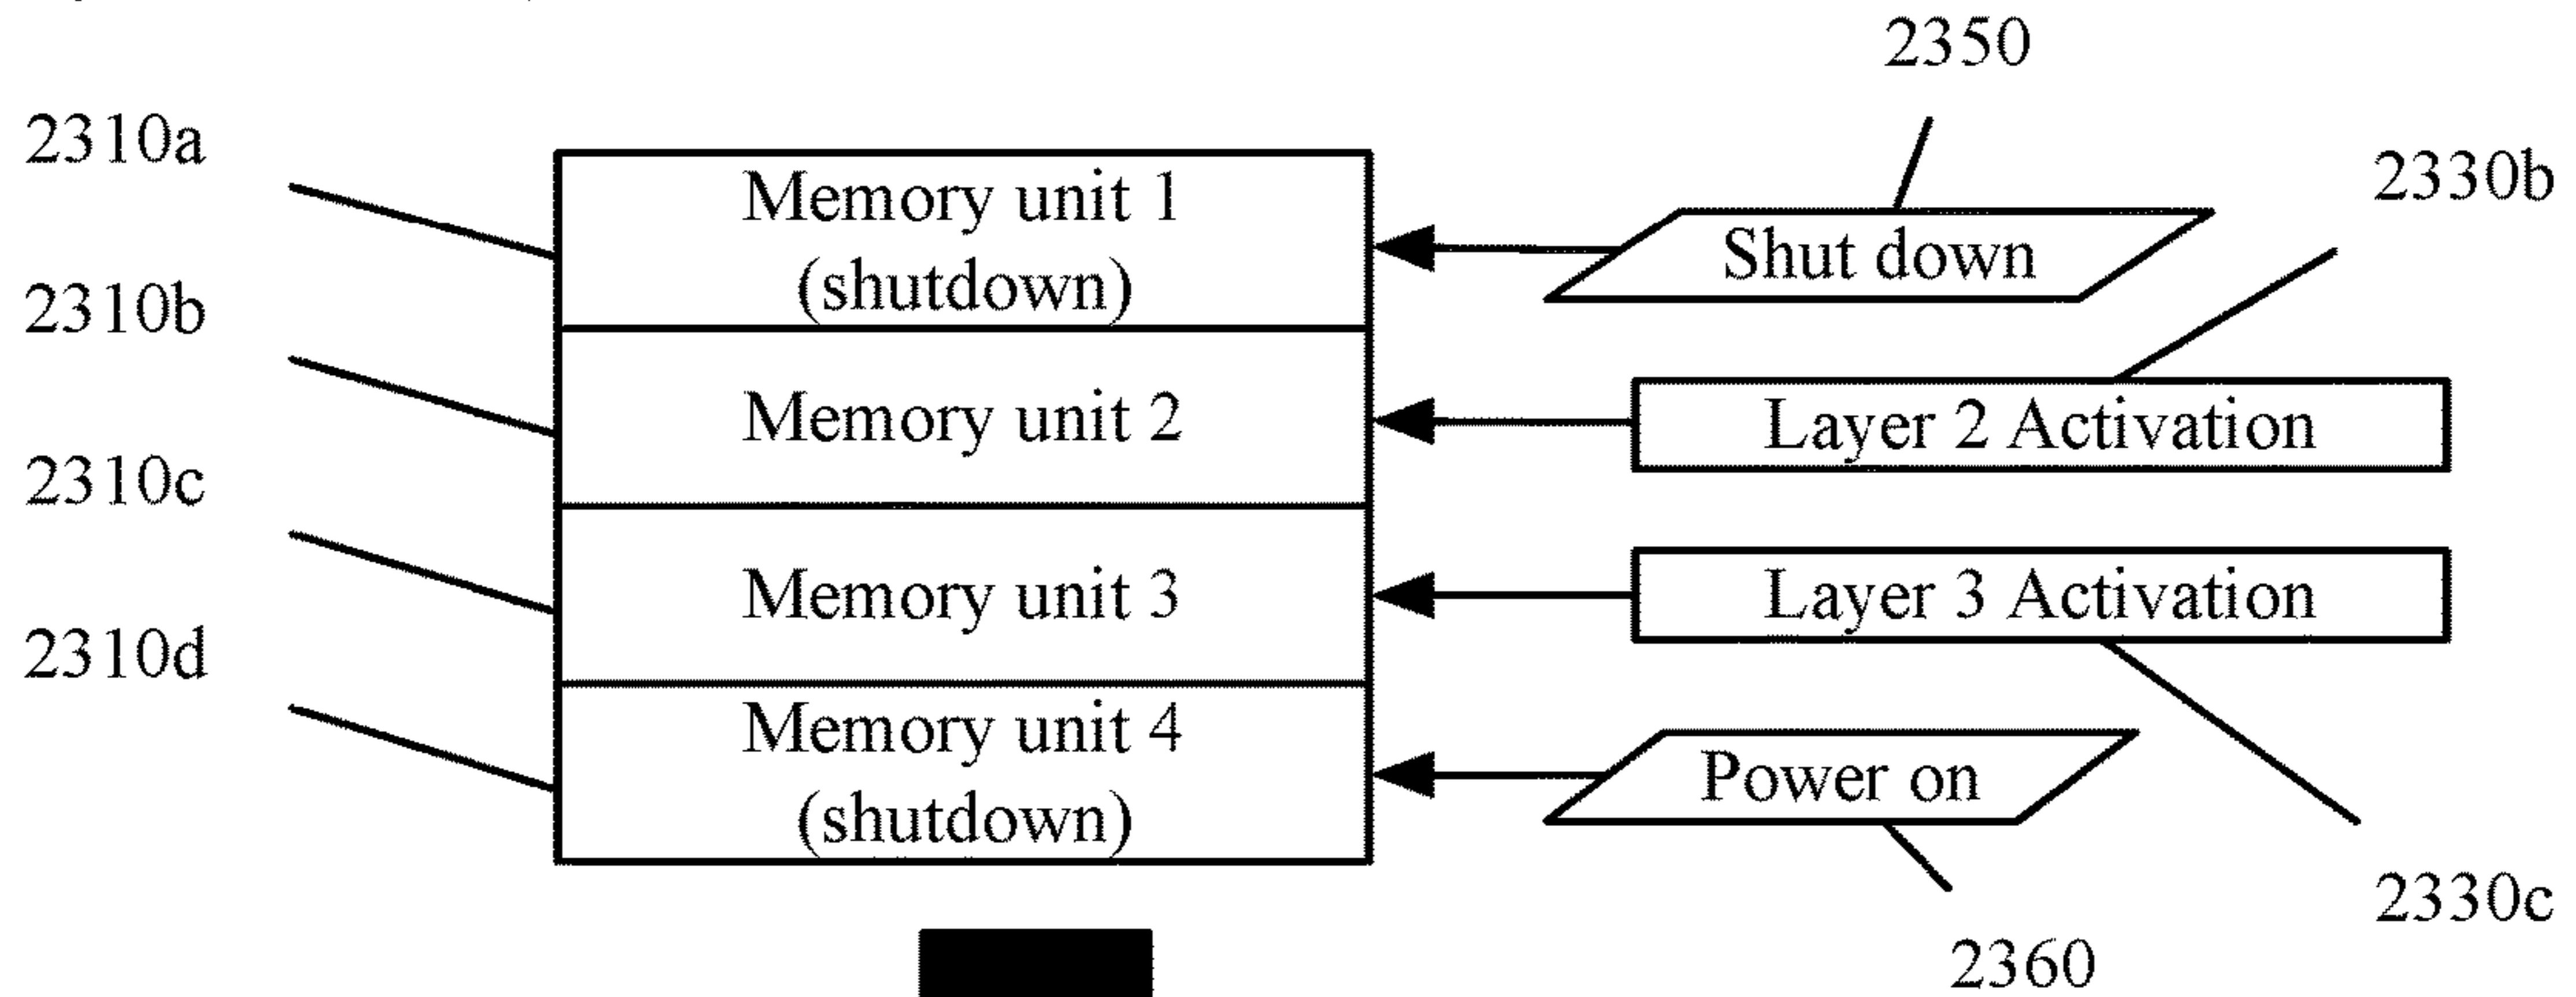 2350
2310a
2330b
Memory unit 1
(shutdown)
Shut down
2310b
Memory unit 2
Layer 2 Activation
2310c
Memory unit 3
Layer 3 Activation
2310d
Memory unit 4
(shutdown)
Power on
2330c
2360